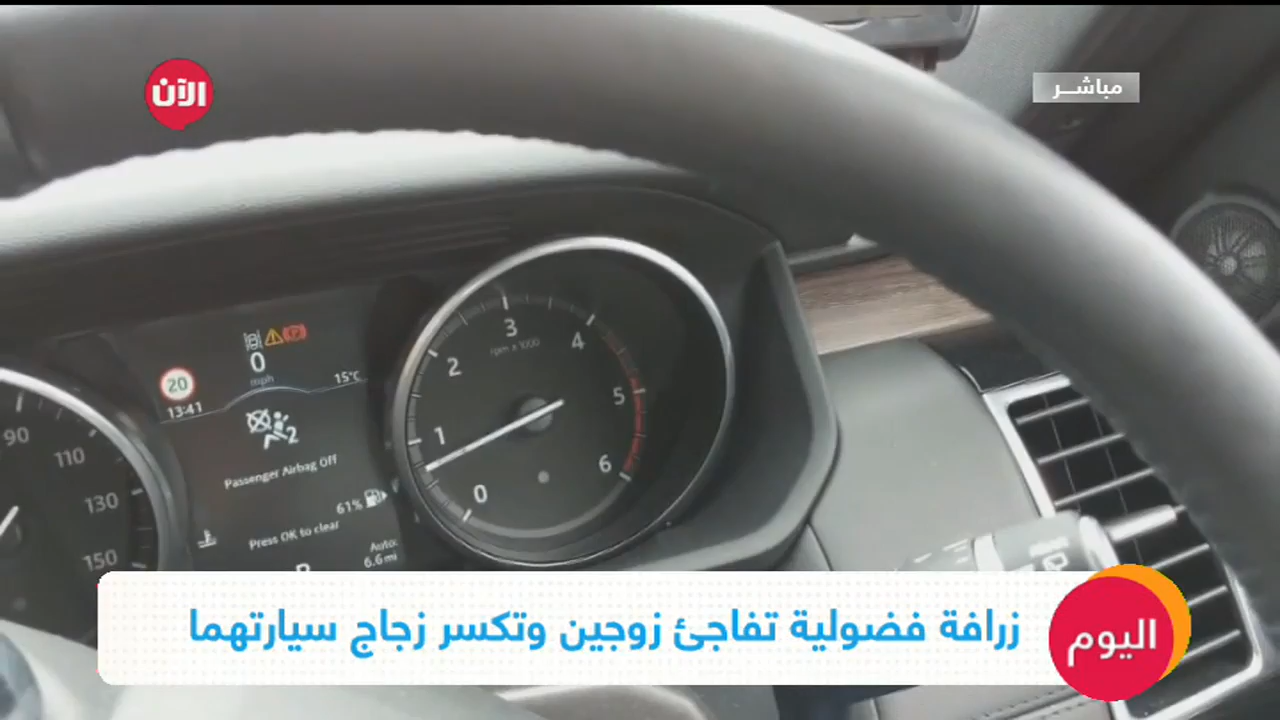 الآن
مباشر
20
0
mph
15°C
13:41
2
Passenger Airbag Off
61%
Press OK to clear
Auto:
6.6 mi
90
110
130
150
0
1
2
3
4
5
6
rpm x 1000
زرافة فضولية تفاجئ زوجين وتكسر زجاج سيارتهما
اليوم